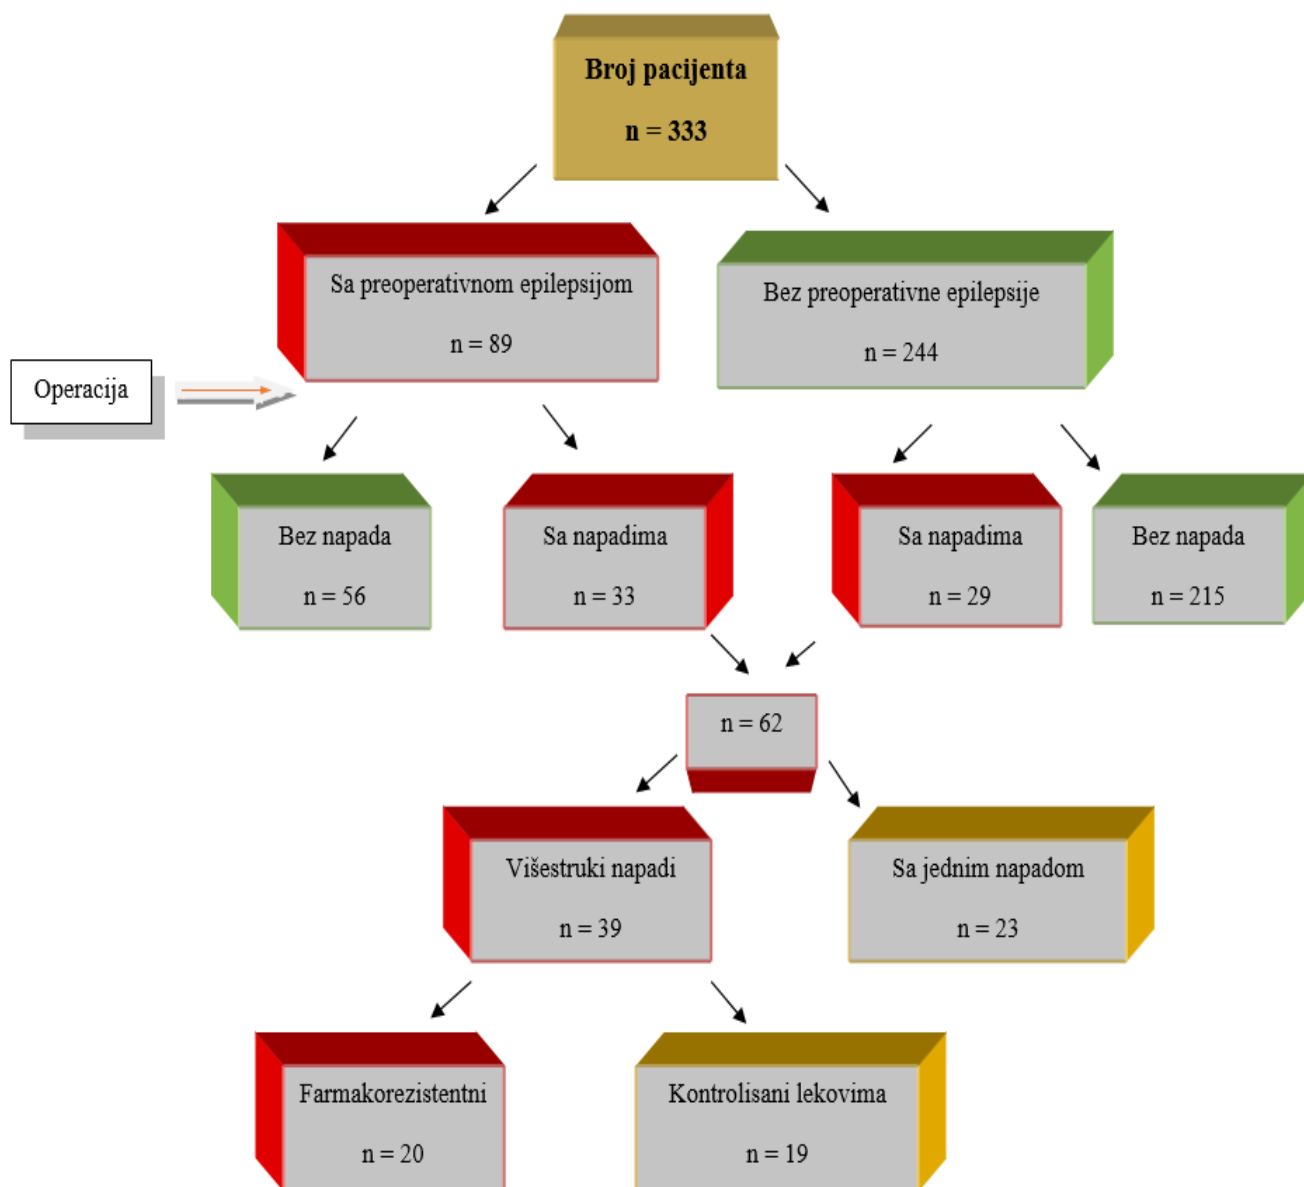 Broj pacijenta
n = 333
Sa preoperativnom epilepsijom
n = 89
Bez preoperativne epilepsije
n = 244
Operacija
Bez napada
n = 56
Sa napadima
n = 33
Sa napadima
n = 29
Bez napada
n = 215
n = 62
Višestruki napadi
n = 39
Sa jednim napadom
n = 23
Farmakorezistentni
n = 20
Kontrolisani lekovima
n = 19